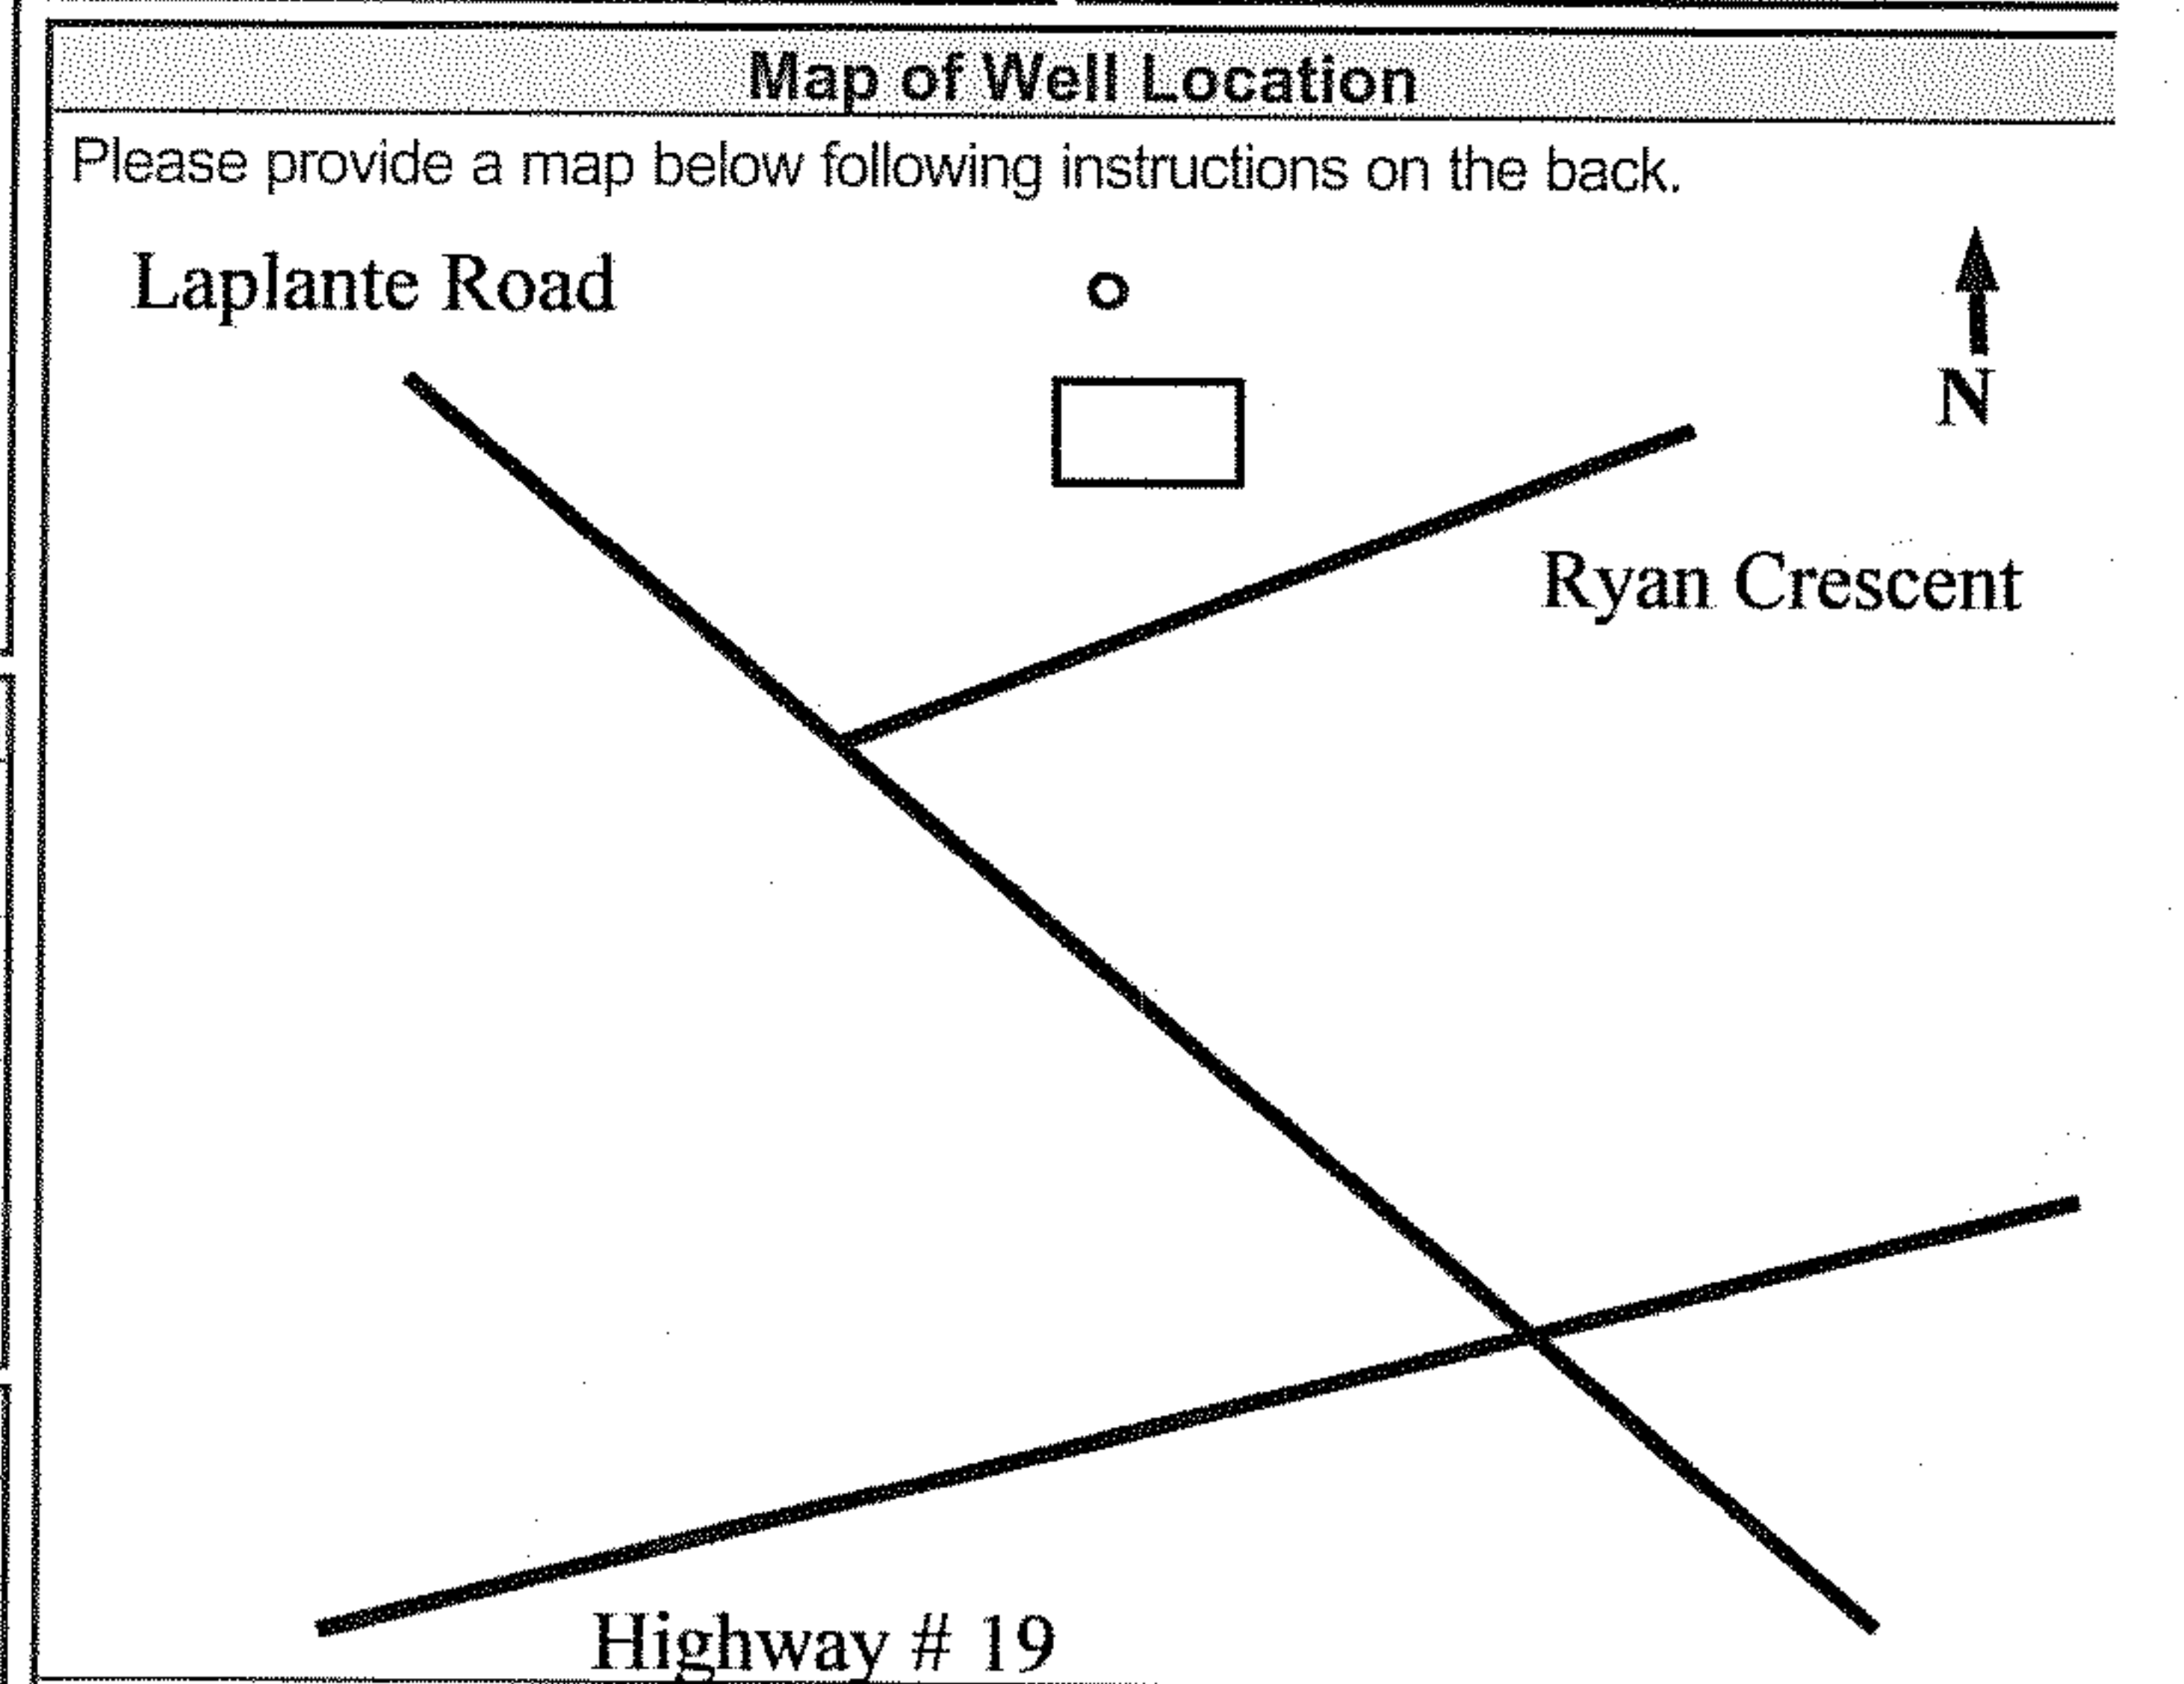 Map of Well Location
Please provide a map below following instructions on the back.
Laplante Road
N
Ryan Crescent
Highway # 19